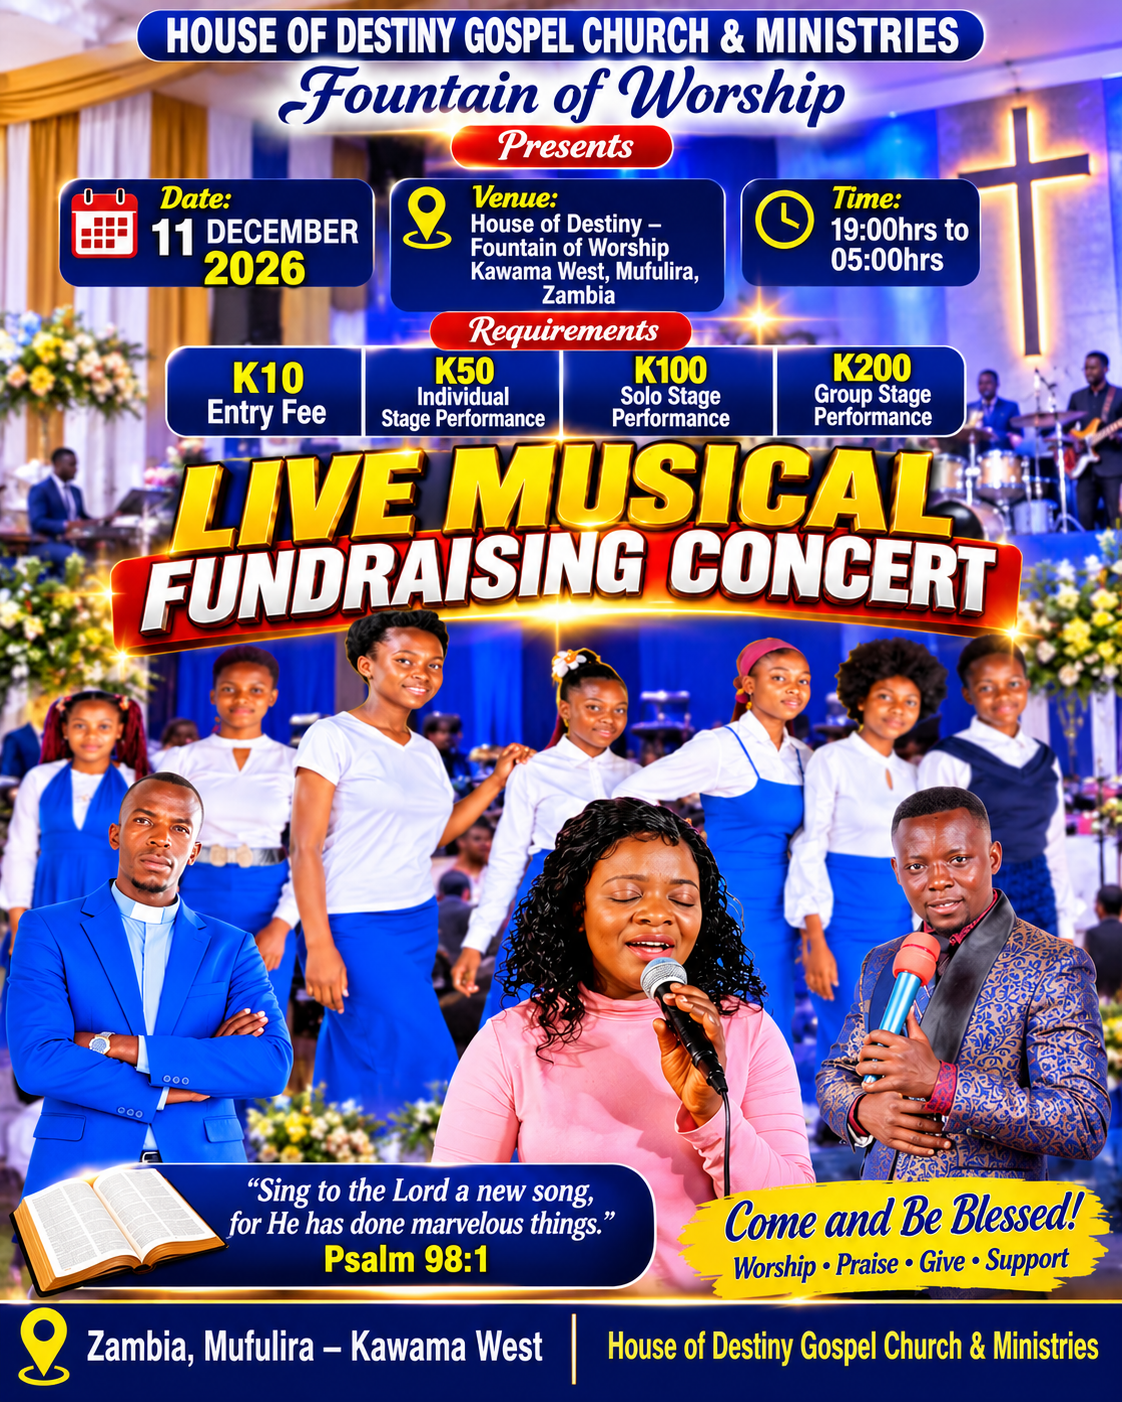 HOUSE OF DESTINY GOSPEL CHURCH & MINISTRIES
Fountain of Worship
Presents
Date:
11 DECEMBER
2026
Venue:
House of Destiny –
Fountain of Worship
Kawama West, Mufulira,
Zambia
Time:
19:00hrs to
05:00hrs
Requirements
K10
Entry Fee
K50
Individual
Stage Performance
K100
Solo Stage
Performance
K200
Group Stage
Performance
LIVE MUSICAL
FUNDRAISING CONCERT
“Sing to the Lord a new song,
for He has done marvelous things.”
Psalm 98:1
Come and Be Blessed!
Worship • Praise • Give • Support
Zambia, Mufulira – Kawama West
House of Destiny Gospel Church & Ministries